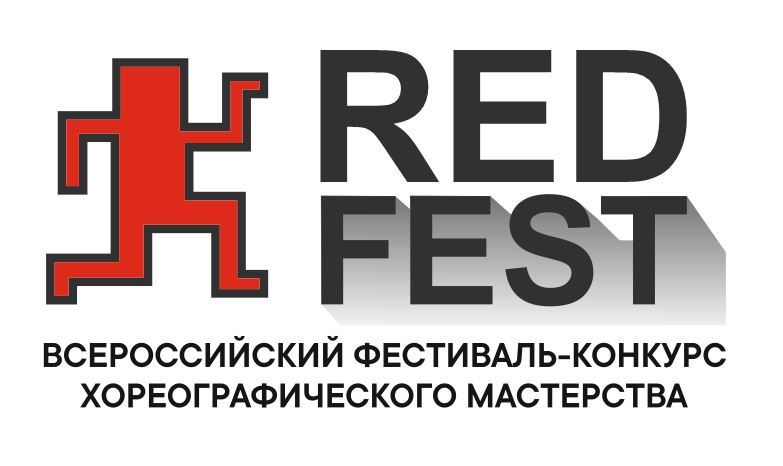 RED
FEST
ВСЕРОССИЙСКИЙ ФЕСТИВАЛЬ-КОНКУРС
ХОРЕОГРАФИЧЕСКОГО МАСТЕРСТВА